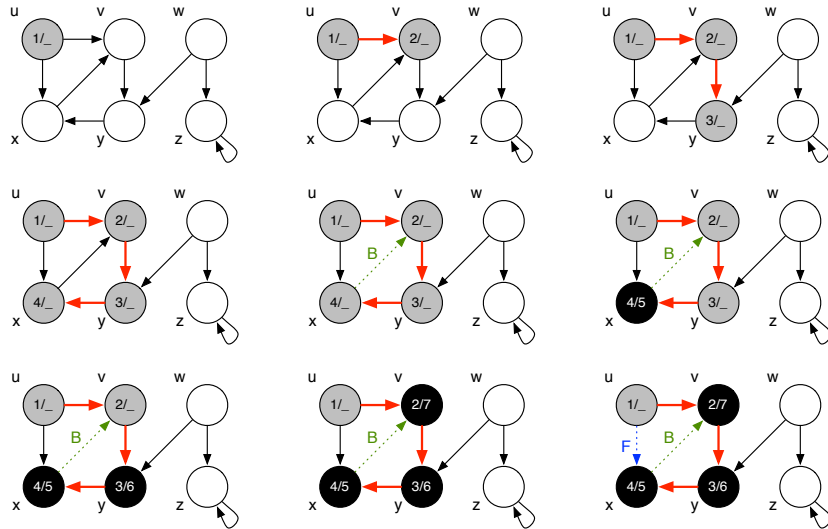 u v w
1/_
x y z
u v w
1/_ 2/_
x y z
u v w
1/_ 2/_
3/_
x y z
u v w
1/_ 2/_
4/_ 3/_
x y z
u v w
1/_ 2/_
B
4/_ 3/_
x y z
u v w
1/_ 2/_
B
4/5 3/_
x y z
u v w
1/_ 2/_
B
4/5 3/6
x y z
u v w
1/_ 2/7
B
4/5 3/6
x y z
u v w
1/_ 2/7
F B
4/5 3/6
x y z